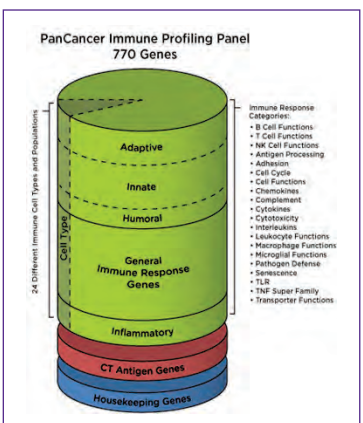 PanCancer Immune Profiling Panel
770 Genes
24 Different Immune Cell Types and Populations
Cell Type
Adaptive
Innate
Humoral
General
Immune Response
Genes
Inflammatory
CT Antigen Genes
Housekeeping Genes
Immune Response
Categories:
• B Cell Functions
• T Cell Functions
• NK Cell Functions
• Antigen Processing
• Adhesion
• Cell Cycle
• Cell Functions
• Chemokines
• Complement
• Cytokines
• Cytotoxicity
• Interleukins
• Leukocyte Functions
• Macrophage Functions
• Microglial Functions
• Pathogen Defense
• Senescence
• TLR
• TNF Super Family
• Transporter Functions